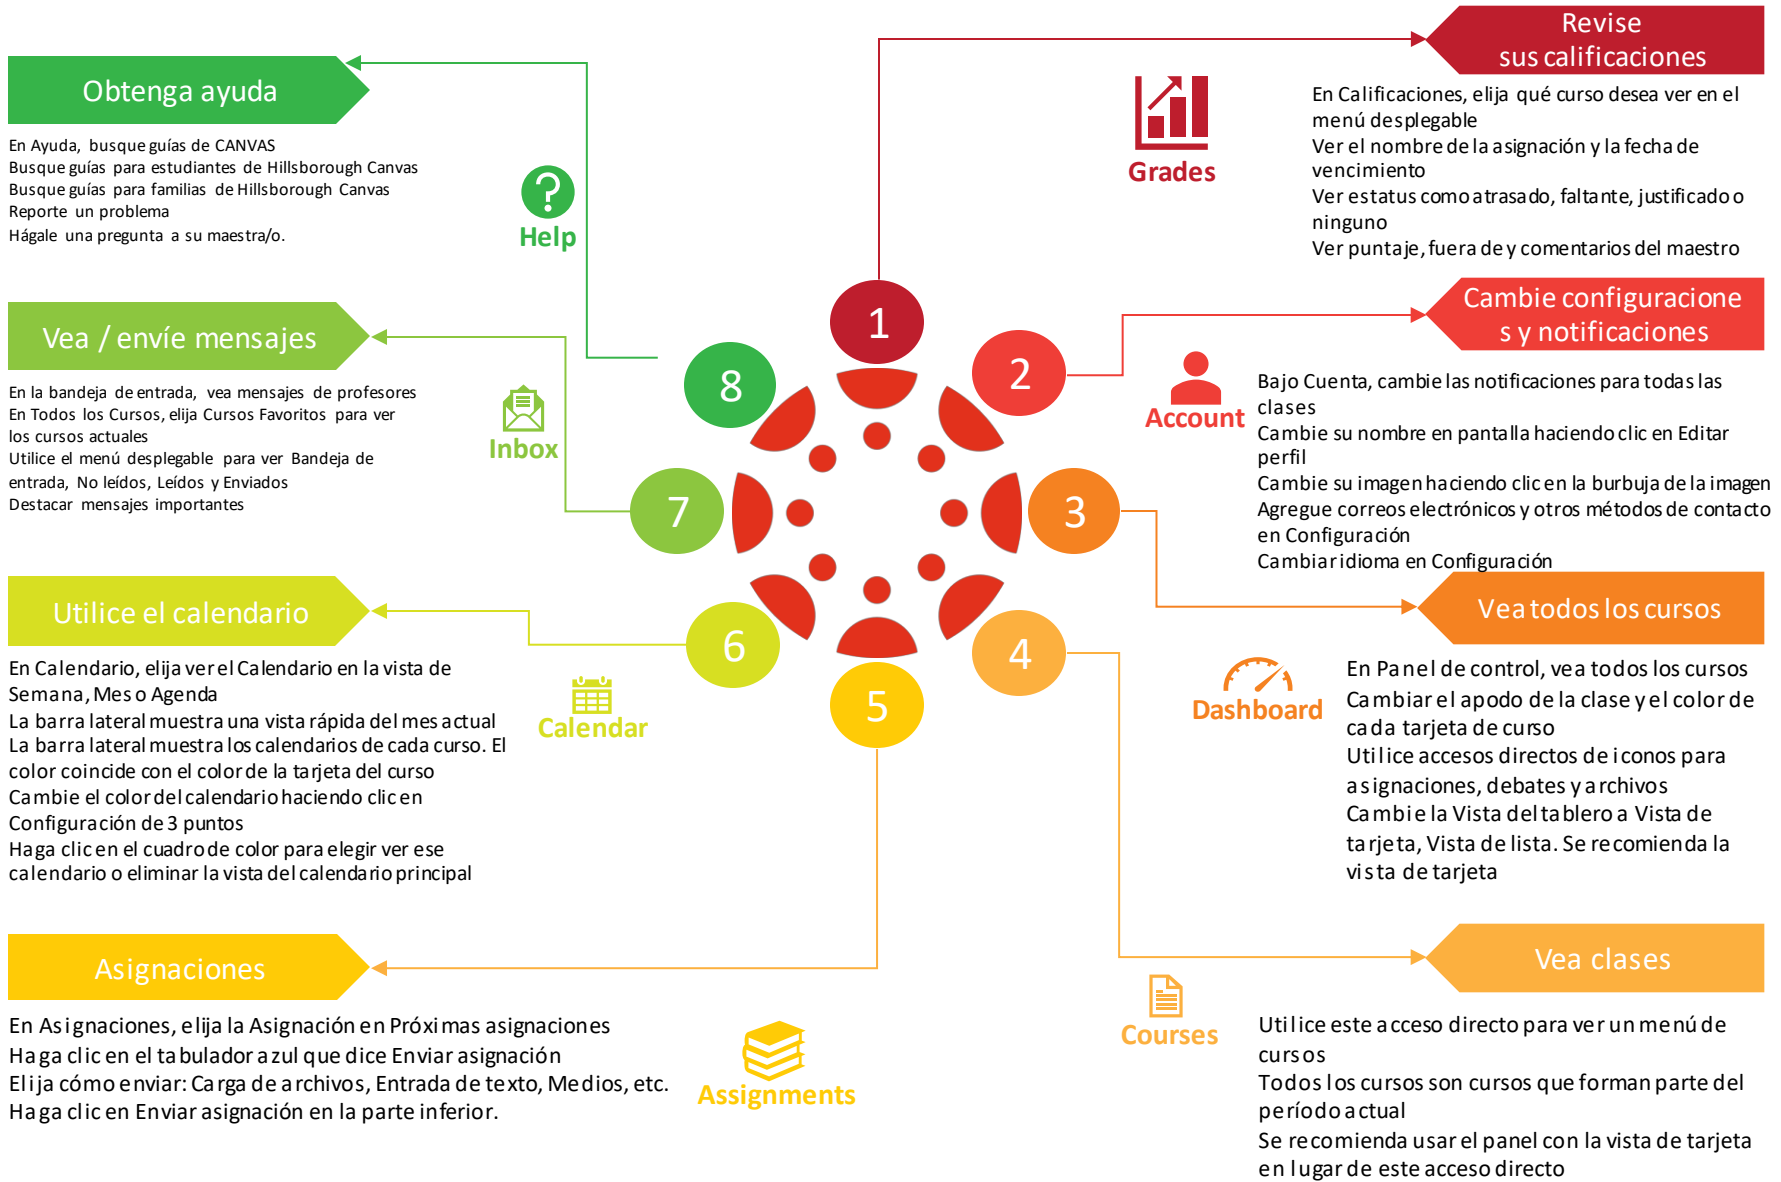 Revise
sus calificaciones
Grades
En Calificaciones, elija qué curso desea ver en el
menú desplegable
Ver el nombre de la asignación y la fecha de
vencimiento
Ver estatus como atrasado, faltante, justificado o
ninguno
Ver puntaje, fuera de y comentarios del maestro
1
Cambie configuracione
s y notificaciones
2
Account
Bajo Cuenta, cambie las notificaciones para todas las
clases
Cambie su nombre en pantalla haciendo clic en Editar
perfil
Cambie su imagen haciendo clic en la burbuja de la imagen
Agregue correos electrónicos y otros métodos de contacto
en Configuración
Cambiar idioma en Configuración
3
Vea todos los cursos
Dashboard
En Panel de control, vea todos los cursos
Cambiar el apodo de la clase y el color de
cada tarjeta de curso
Utilice accesos directos de iconos para
asignaciones, debates y archivos
Cambie la Vista del tablero a Vista de
tarjeta, Vista de lista. Se recomienda la
vista de tarjeta
4
Vea clases
Courses
Utilice este acceso directo para ver un menú de
cursos
Todos los cursos son cursos que forman parte del
período actual
Se recomienda usar el panel con la vista de tarjeta
en lugar de este acceso directo
5
Asignaciones
En Asignaciones, elija la Asignación en Próximas asignaciones
Haga clic en el tabulador azul que dice Enviar asignación
Elija cómo enviar: Carga de archivos, Entrada de texto, Medios, etc.
Haga clic en Enviar asignación en la parte inferior.
Assignments
6
Utilice el calendario
En Calendario, elija ver el Calendario en la vista de
Semana, Mes o Agenda
La barra lateral muestra una vista rápida del mes actual
La barra lateral muestra los calendarios de cada curso. El
color coincide con el color de la tarjeta del curso
Cambie el color del calendario haciendo clic en
Configuración de 3 puntos
Haga clic en el cuadro de color para elegir ver ese
calendario o eliminar la vista del calendario principal
Calendar
7
Vea / envíe mensajes
En la bandeja de entrada, vea mensajes de profesores
En Todos los Cursos, elija Cursos Favoritos para ver
los cursos actuales
Utilice el menú desplegable para ver Bandeja de
entrada, No leídos, Leídos y Enviados
Destacar mensajes importantes
Inbox
8
Obtenga ayuda
En Ayuda, busque guías de CANVAS
Busque guías para estudiantes de Hillsborough Canvas
Busque guías para familias de Hillsborough Canvas
Reporte un problema
Hágale una pregunta a su maestra/o.
?
Help